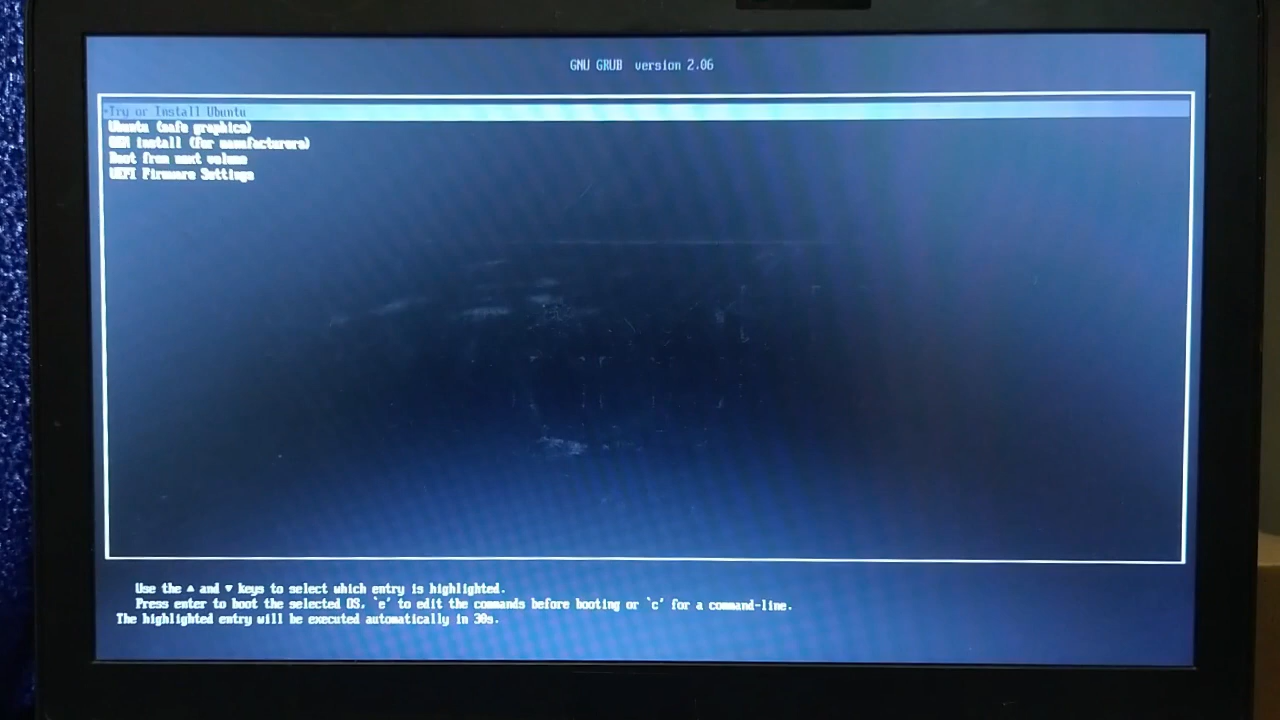 GNU GRUB version 2.06
*Try or Install Ubuntu
Ubuntu (safe graphics)
OEM install (for manufacturers)
Boot from next volume
UEFI Firmware Settings
Use the ▲ and ▼ keys to select which entry is highlighted.
Press enter to boot the selected OS, `e' to edit the commands before booting or `c' for a command-line.
The highlighted entry will be executed automatically in 30s.